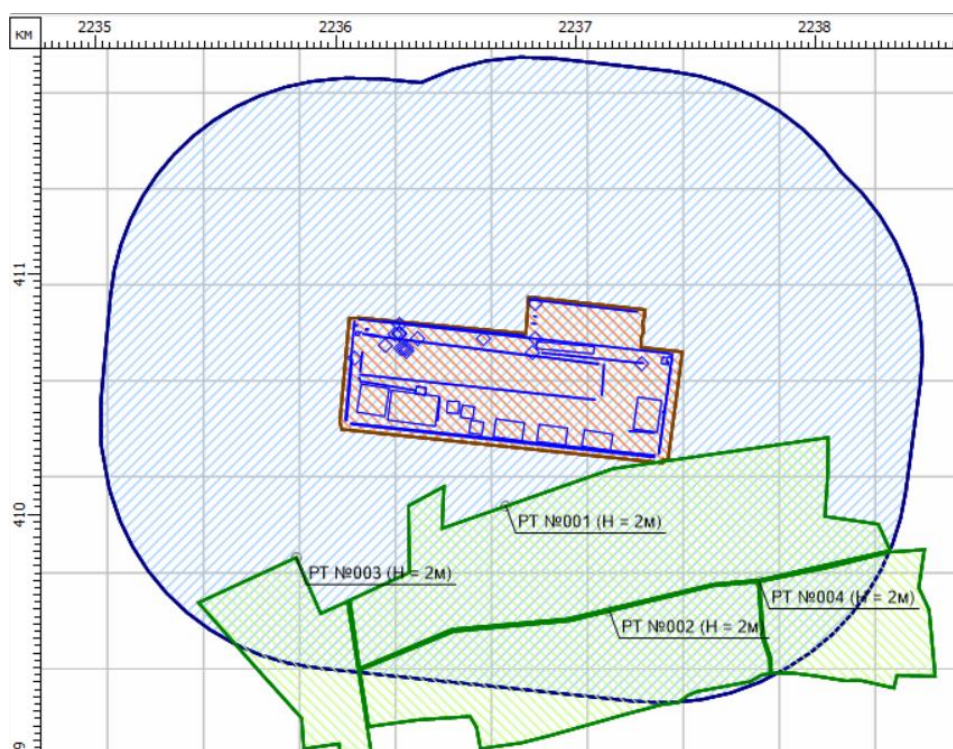 км 2235 2236 2237 2238
411
410
РТ №001 (H = 2м)
РТ №003 (H = 2м)
РТ №004 (H = 2м)
РТ №002 (H = 2м)
9